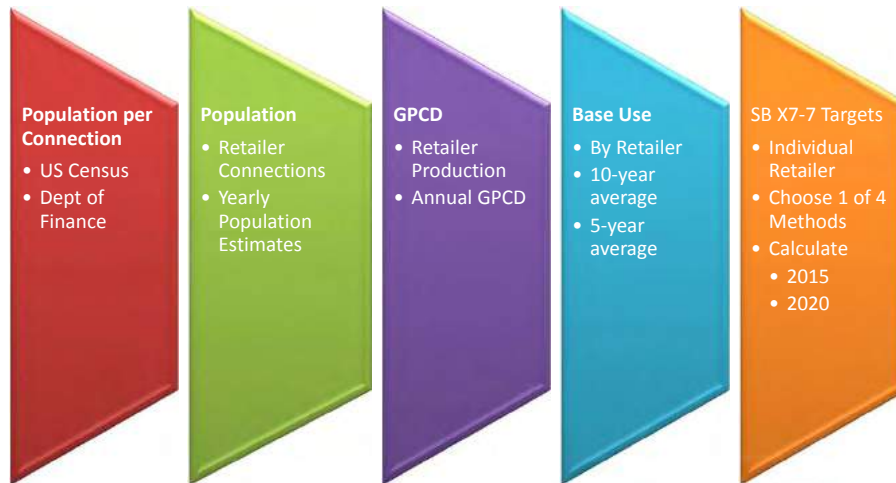 Population per
Connection
• US Census
• Dept of
Finance
Population
• Retailer
Connections
• Yearly
Population
Estimates
GPCD
• Retailer
Production
• Annual GPCD
Base Use
• By Retailer
• 10-year
average
• 5-year
average
SB X7-7 Targets
• Individual
Retailer
• Choose 1 of 4
Methods
• Calculate
• 2015
• 2020